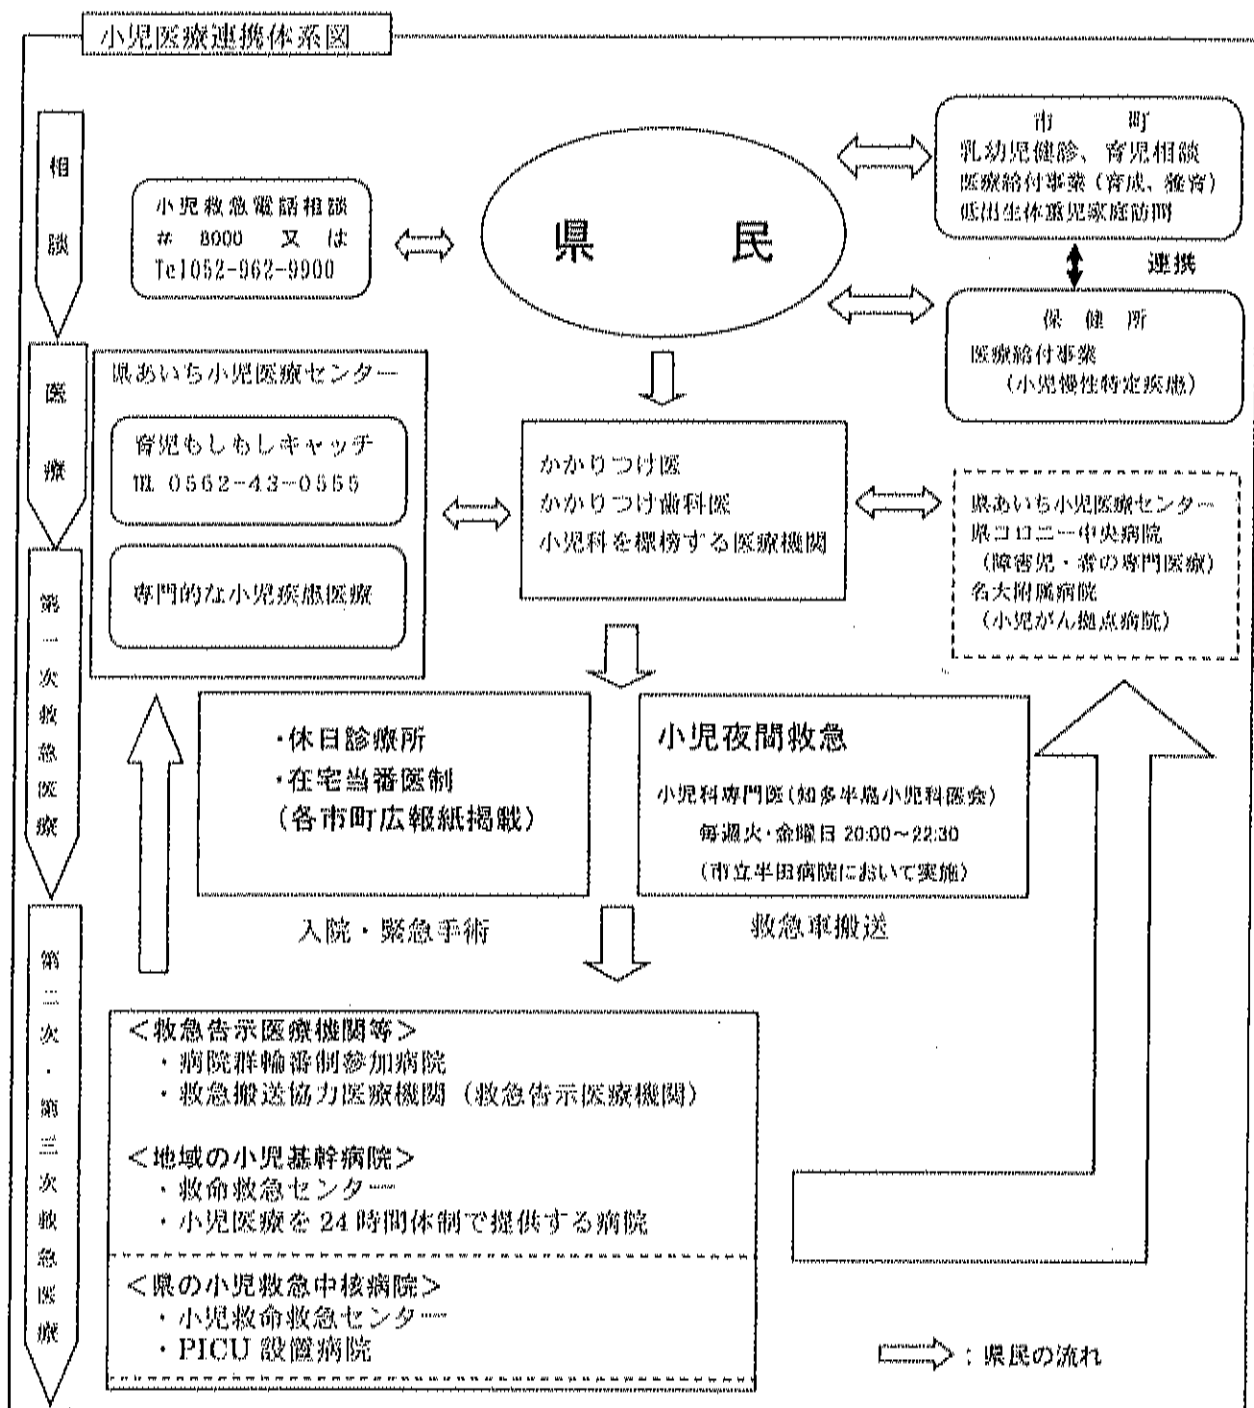 小児医療連携体系図
相談
医療
第一次救急医療
第二次・第三次救急医療
県　民
小児救急電話相談
# 8000　又は
Tel052-962-9900
市　町
乳幼児健診、育児相談
医療給付事業（育成、養育）
低出生体重児家庭訪問
連携
保健所
医療給付事業
（小児慢性特定疾患）
県あいち小児医療センター
育児もしもしキャッチ
℡ 0562-43-0555
専門的な小児疾患医療
かかりつけ医
かかりつけ歯科医
小児科を標榜する医療機関
県あいち小児医療センター
県コロニー中央病院
（障害児・者の専門医療）
名大附属病院
（小児がん拠点病院）
・休日診療所
・在宅当番医制
（各市町広報紙掲載）
小児夜間救急
小児科専門医（知多半島小児科医会）
毎週火・金曜日 20:00～22:30
（市立半田病院において実施）
入院・緊急手術
救急車搬送
＜救急告示医療機関等＞
・病院群輪番制参加病院
・救急搬送協力医療機関（救急告示医療機関）
＜地域の小児基幹病院＞
・救命救急センター
・小児医療を 24 時間体制で提供する病院
＜県の小児救急中核病院＞
・小児救命救急センター
・PICU 設置病院
：県民の流れ